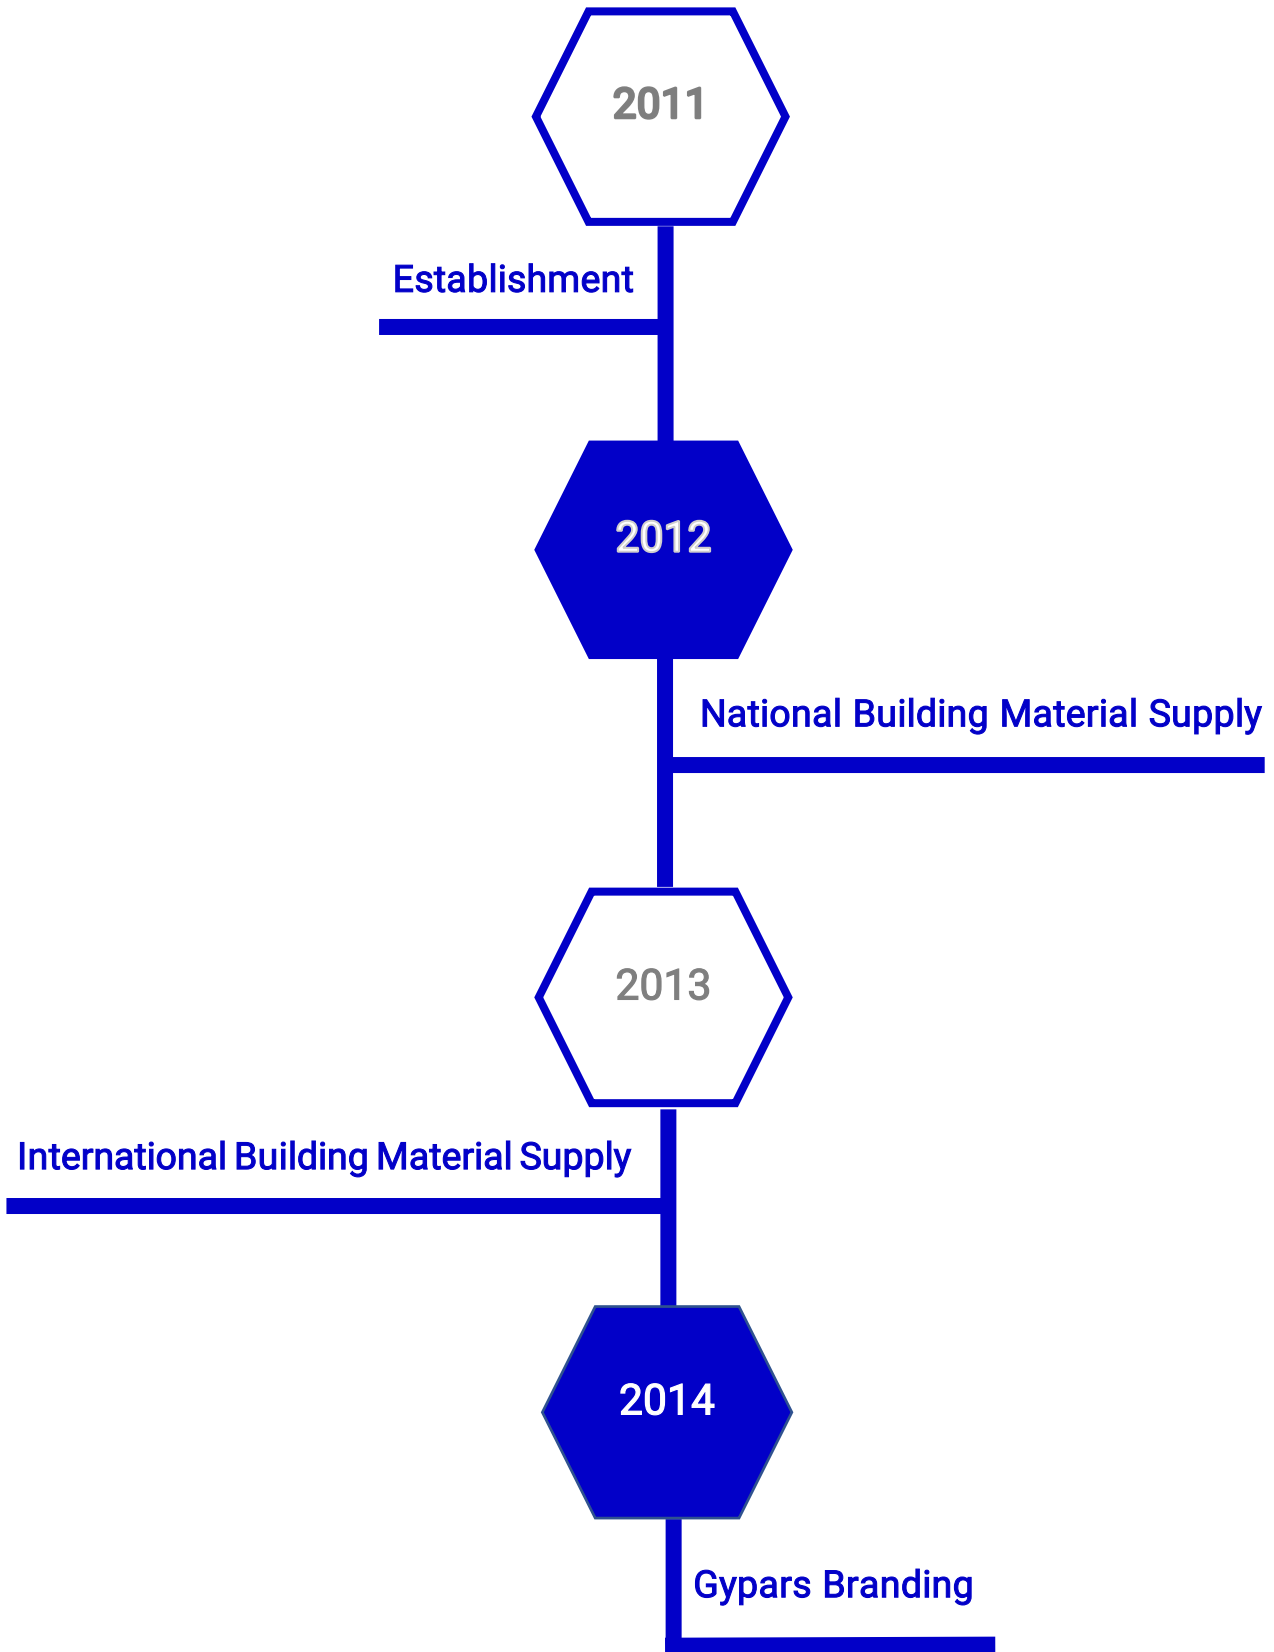 2011
Establishment
2012
National Building Material Supply
2013
International Building Material Supply
2014
Gypars Branding